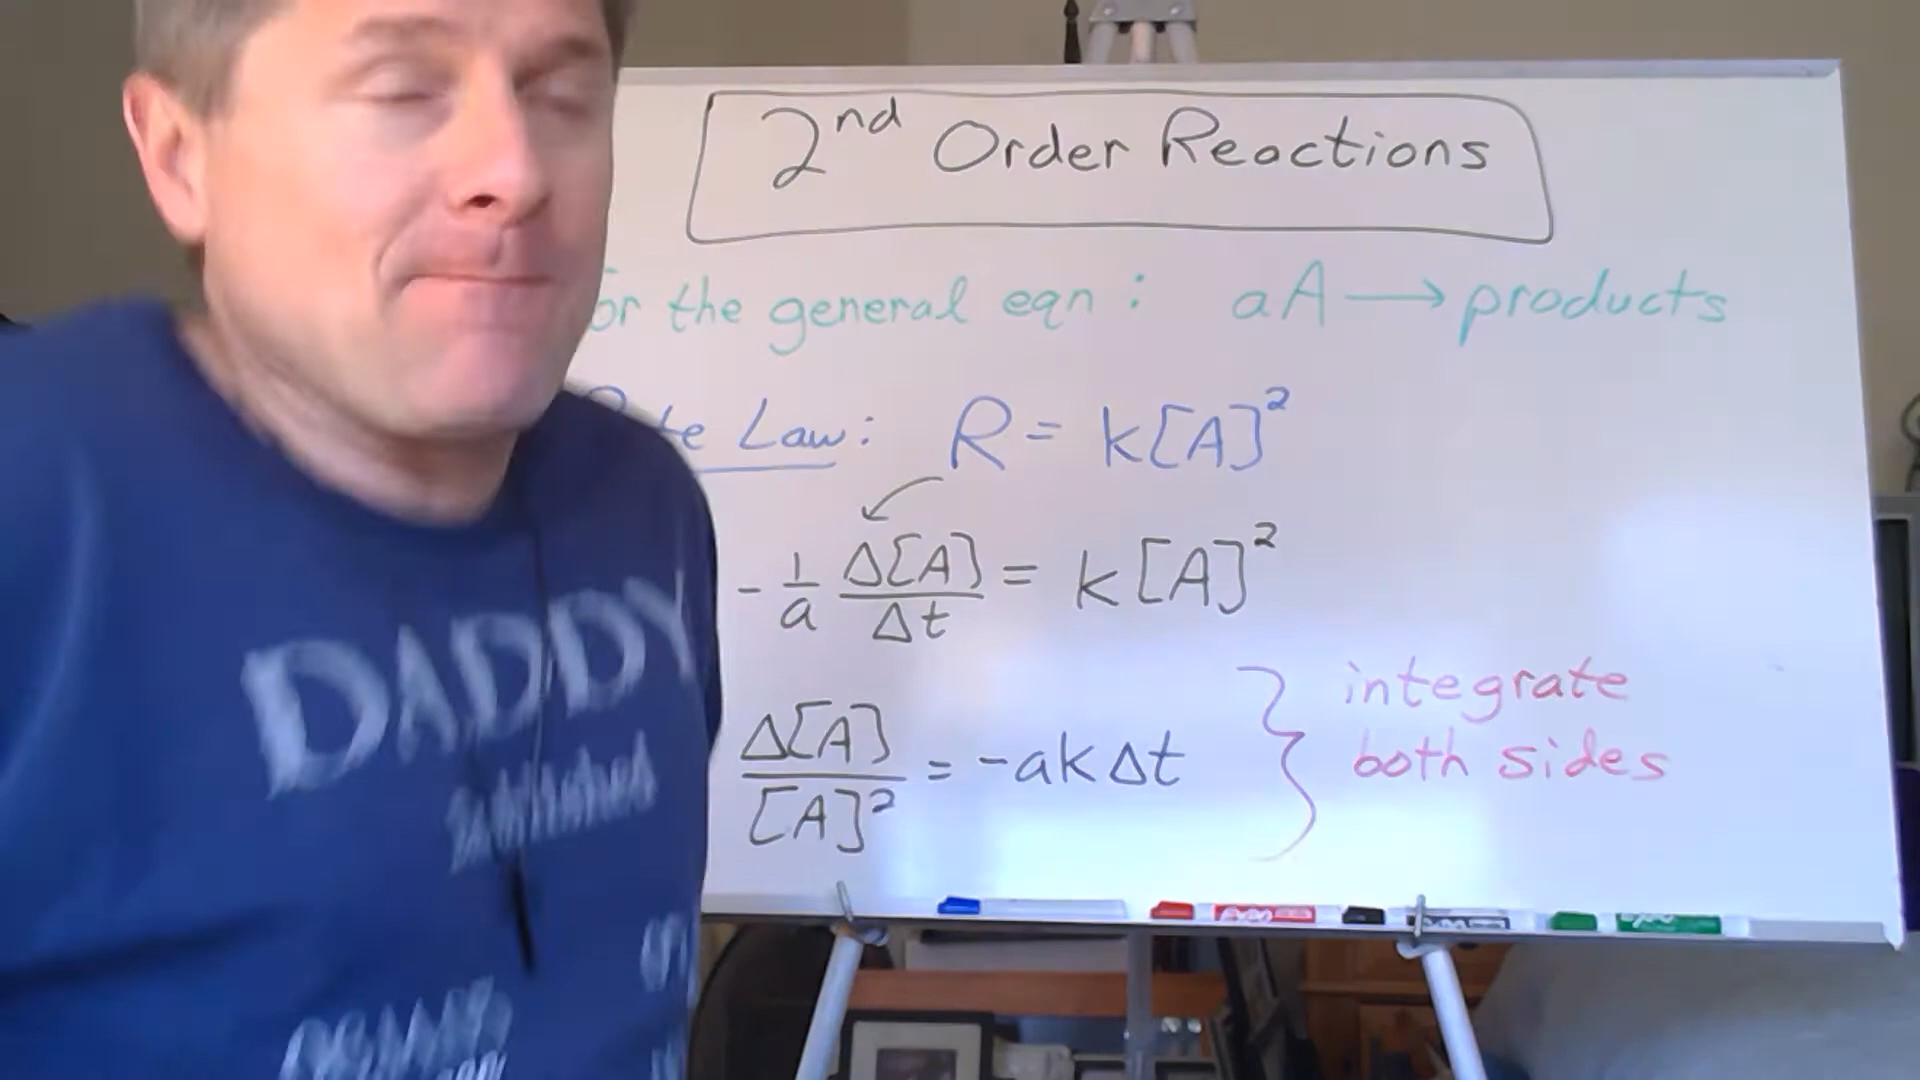 2nd Order Reactions
or the general eqn : aA → products
Rate Law: R = k[A]²
- 1/a Δ[A]/Δt = k[A]²
Δ[A]/[A]² = -akΔt } integrate
both sides
DADDY